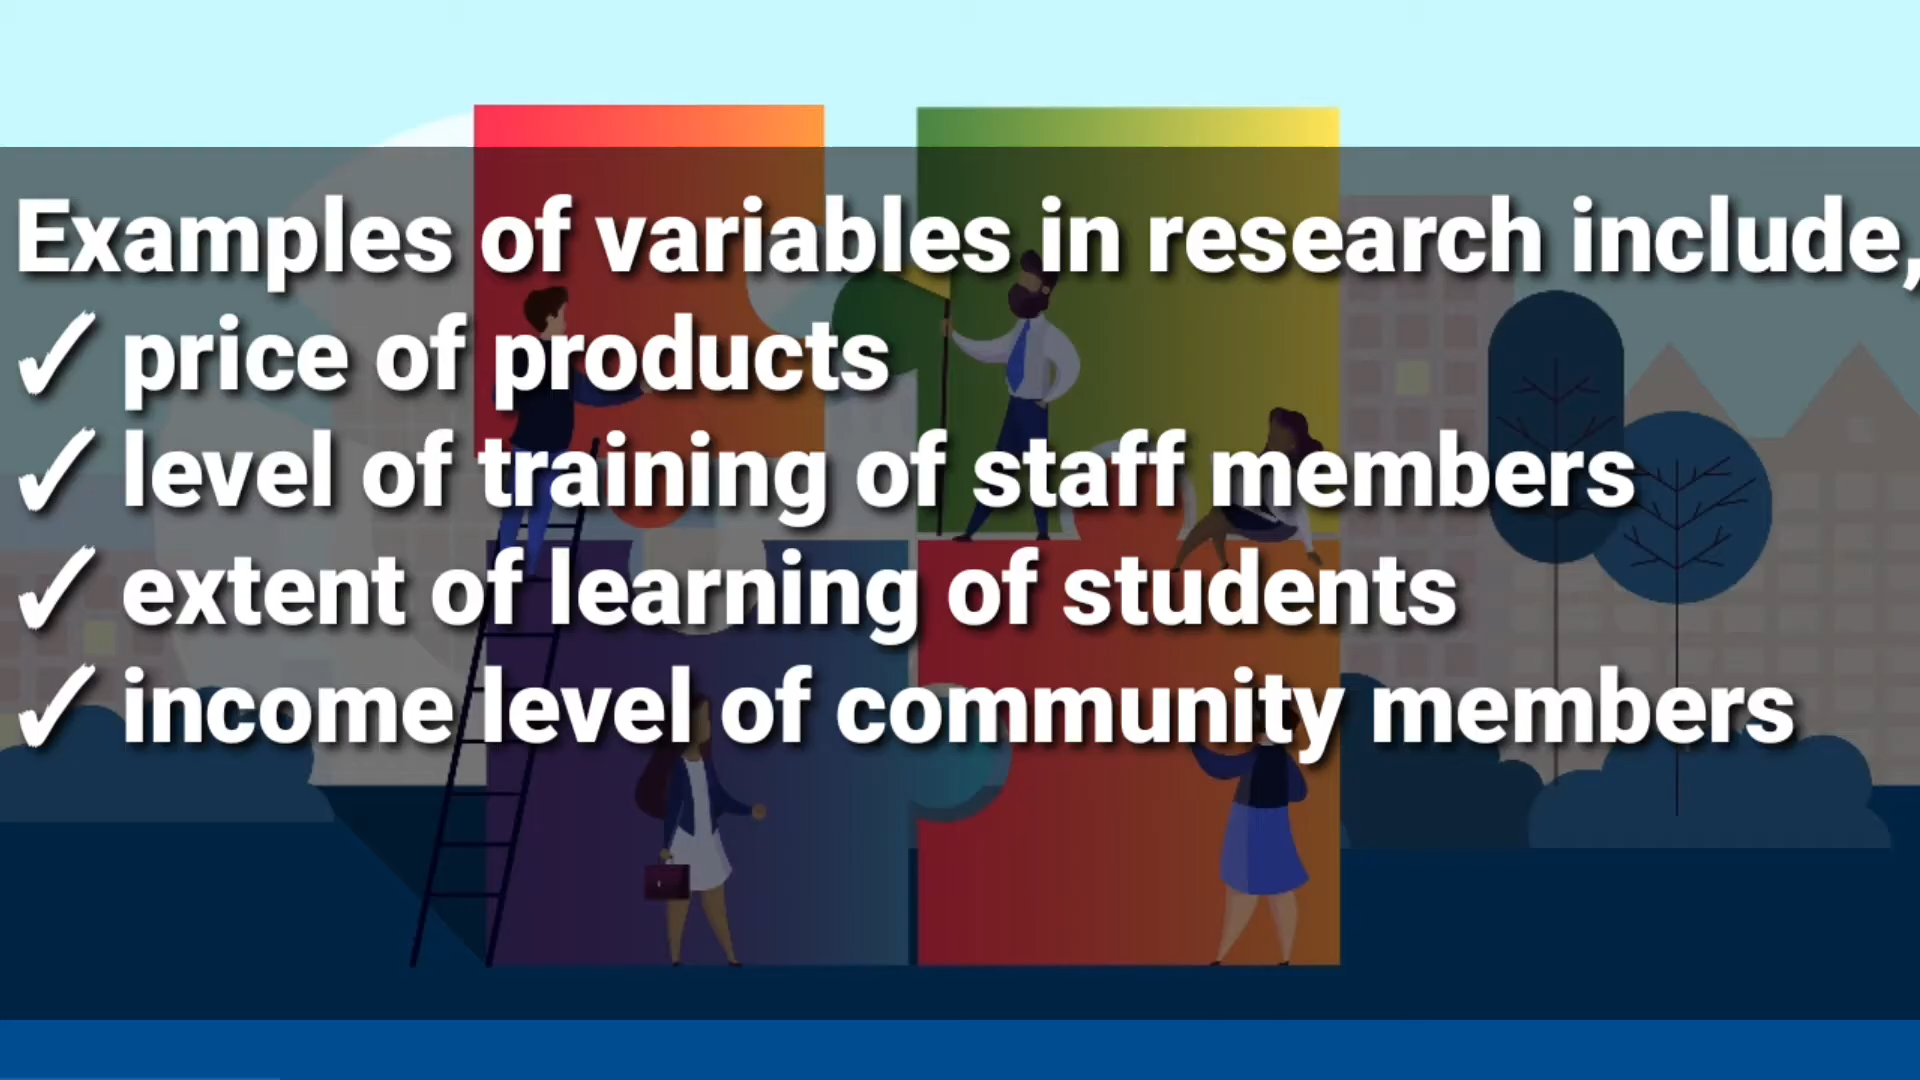 Examples of variables in research include,
✓ price of products
✓ level of training of staff members
✓ extent of learning of students
✓ income level of community members